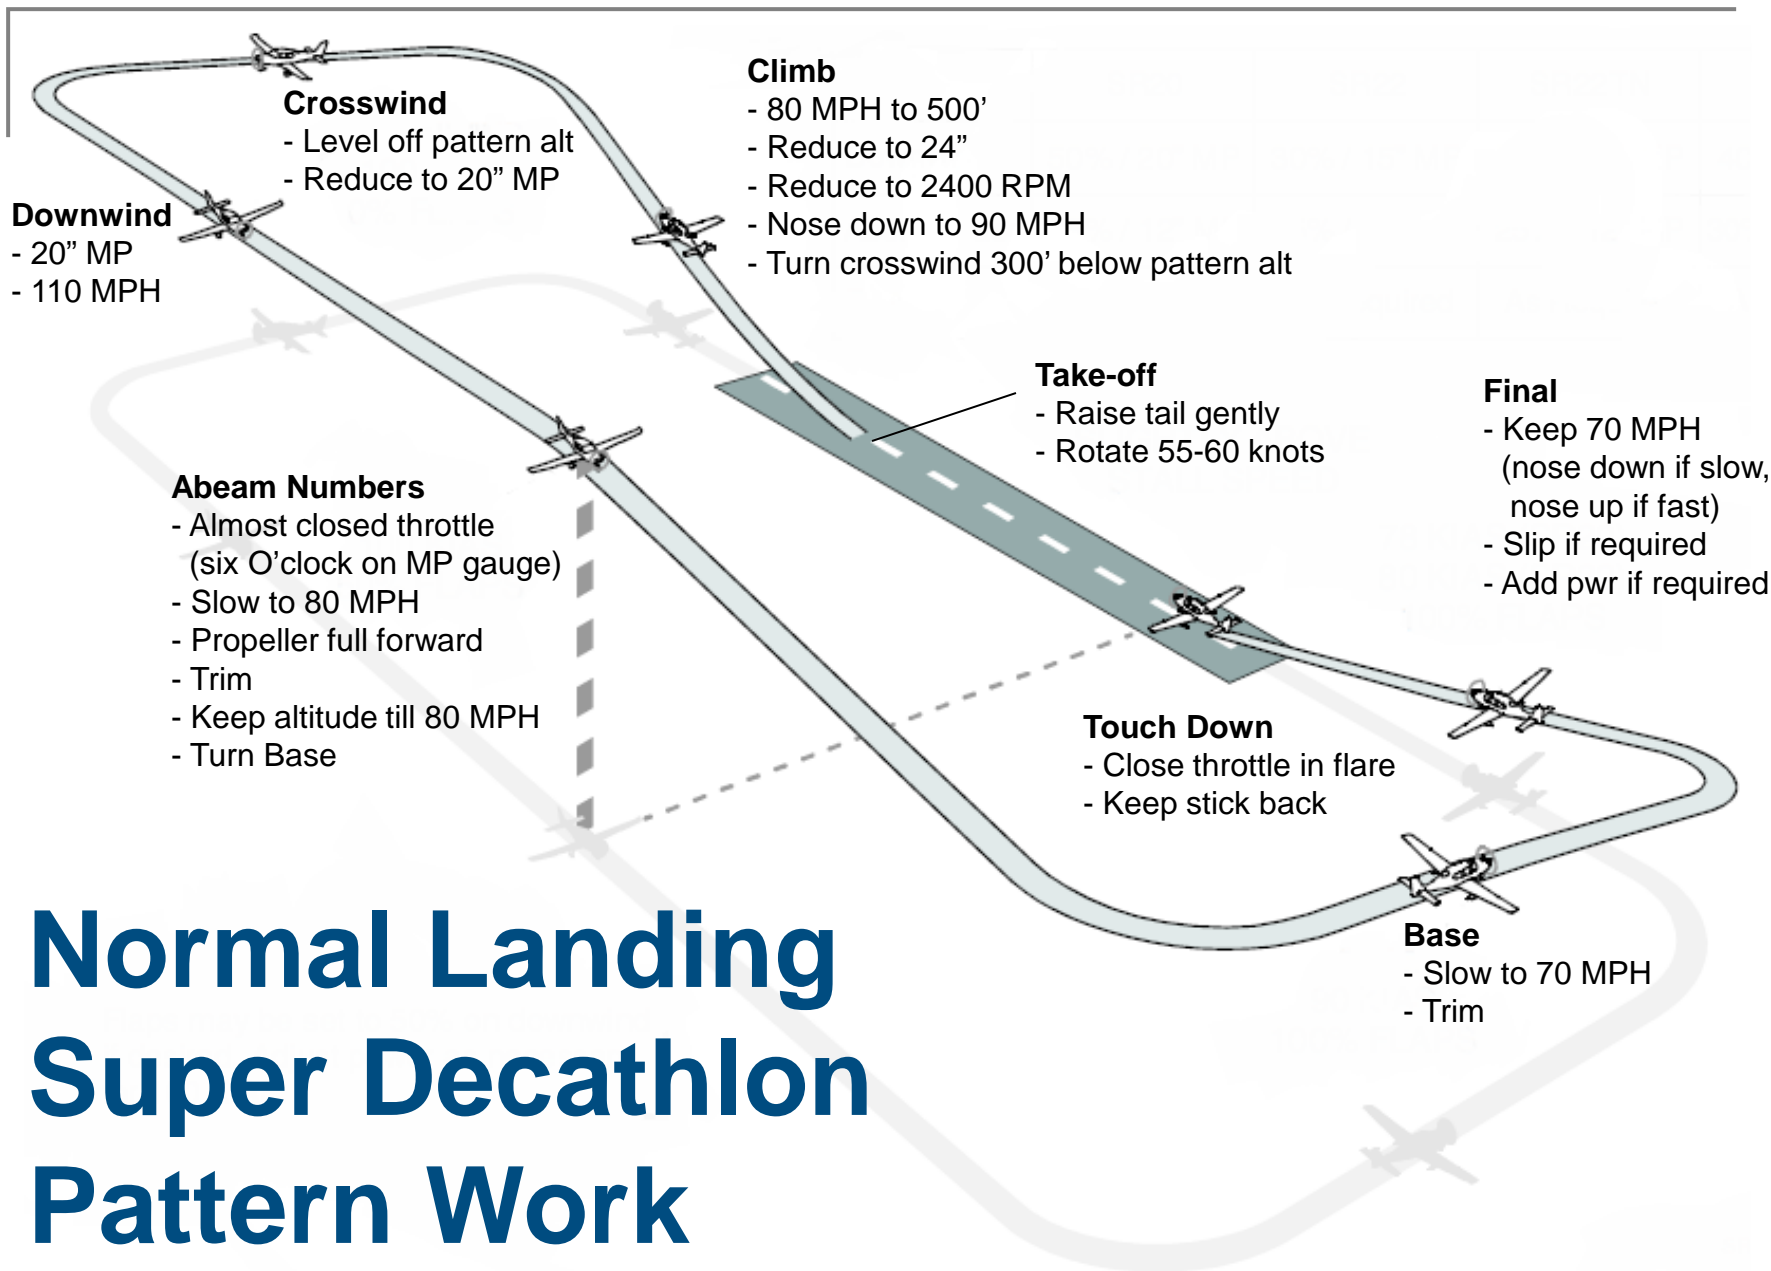 Crosswind
- Level off pattern alt
- Reduce to 20” MP
Climb
- 80 MPH to 500’
- Reduce to 24”
- Reduce to 2400 RPM
- Nose down to 90 MPH
- Turn crosswind 300’ below pattern alt
Downwind
- 20” MP
- 110 MPH
Take-off
- Raise tail gently
- Rotate 55-60 knots
Final
- Keep 70 MPH
(nose down if slow,
nose up if fast)
- Slip if required
- Add pwr if required
Abeam Numbers
- Almost closed throttle
(six O’clock on MP gauge)
- Slow to 80 MPH
- Propeller full forward
- Trim
- Keep altitude till 80 MPH
- Turn Base
Touch Down
- Close throttle in flare
- Keep stick back
Base
- Slow to 70 MPH
- Trim
Normal Landing
Super Decathlon
Pattern Work